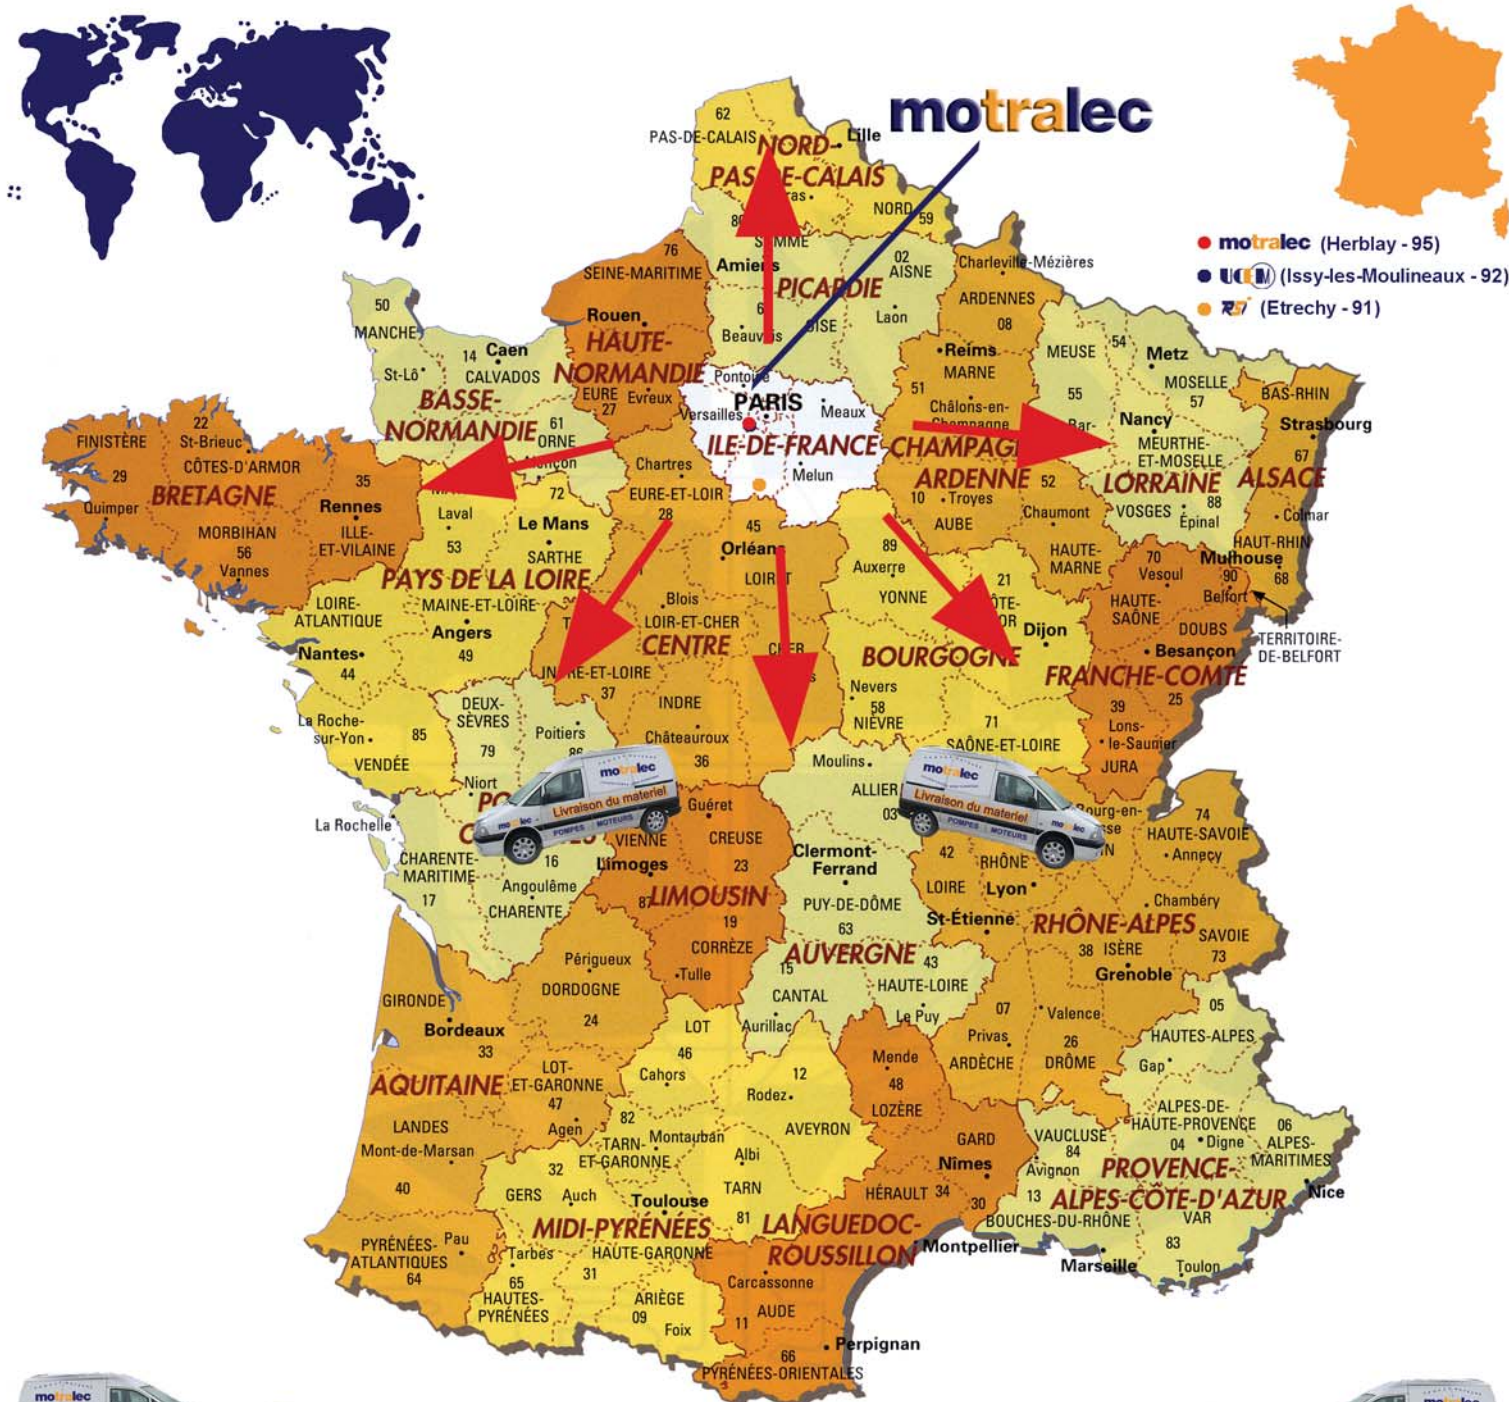 motralec
motralec (Herblay - 95)
UCEM (Issy-les-Moulineaux - 92)
RSI (Etrechy - 91)
62
PAS-DE-CALAIS
Lille
NORD-
PAS-DE-CALAIS
NORD
59
SOMME
Amiens
02
AISNE
PICARDIE
Laon
OISE
Beauvais
76
SEINE-MARITIME
Rouen
HAUTE-
NORMANDIE
EURE
Evreux
27
50
MANCHE
14
Caen
CALVADOS
St-Lô
BASSE-
NORMANDIE
61
ORNE
Charleville-Mézières
ARDENNES
08
Reims
MARNE
51
Châlons-en-
Champagne
CHAMPAGNE
ARDENNE
52
10
Troyes
AUBE
Chaumont
HAUTE-
MARNE
MEUSE
54
Metz
MOSELLE
57
55
Bar-
Nancy
MEURTHE-
ET-MOSELLE
LORRAINE
88
VOSGES
Épinal
BAS-RHIN
Strasbourg
67
ALSACE
Colmar
HAUT-RHIN
Mulhouse
68
Pontoise
PARIS
Versailles
Meaux
ILE-DE-FRANCE
Melun
FINISTÈRE
29
Quimper
22
St-Brieuc
CÔTES-D'ARMOR
BRETAGNE
35
Rennes
ILLE-
ET-VILAINE
MORBIHAN
56
Vannes
72
Laval
53
Le Mans
SARTHE
PAYS DE LA LOIRE
LOIRE-
ATLANTIQUE
MAINE-ET-LOIRE
Angers
49
Nantes
44
La Roche-
sur-Yon
85
VENDÉE
Chartres
EURE-ET-LOIR
28
45
Orléans
LOIRET
Blois
LOIR-ET-CHER
CENTRE
CHER
INDRE-ET-LOIRE
37
INDRE
Châteauroux
36
89
Auxerre
YONNE
21
CÔTE-
D'OR
Dijon
BOURGOGNE
Nevers
58
NIÈVRE
71
SAÔNE-ET-LOIRE
70
Vesoul
90
Belfort
HAUTE-
SAÔNE
DOUBS
TERRITOIRE-
DE-BELFORT
Besançon
FRANCHE-COMTÉ
25
39
Lons-
le-Saunier
JURA
DEUX-
SÈVRES
79
Niort
Poitiers
86
La Rochelle
CHARENTE-
MARITIME
17
16
Angoulême
CHARENTE
motralec
Livraison du materiel
POMPES MOTEURS
motralec
motralec
Livraison du materiel
POMPES MOTEURS
motralec
Guéret
VIENNE
CREUSE
23
Limoges
87
LIMOUSIN
19
CORRÈZE
Tulle
Moulins
ALLIER
03
Clermont-
Ferrand
PUY-DE-DÔME
63
AUVERGNE
15
CANTAL
Aurillac
43
HAUTE-LOIRE
Le Puy
Bourg-en-
74
HAUTE-SAVOIE
Annecy
42
RHÔNE
LOIRE
Lyon
Chambéry
St-Étienne
RHÔNE-ALPES
SAVOIE
73
38
ISÈRE
Grenoble
07
Valence
Privas
ARDÈCHE
26
DRÔME
Périgueux
DORDOGNE
24
GIRONDE
Bordeaux
33
AQUITAINE
LOT-
ET-GARONNE
47
Agen
LANDES
Mont-de-Marsan
40
PYRÉNÉES-
ATLANTIQUES
64
Pau
LOT
46
Cahors
12
Rodez
AVEYRON
82
TARN-
ET-GARONNE
Montauban
Albi
TARN
81
32
GERS
Auch
Toulouse
MIDI-PYRÉNÉES
Tarbes
65
HAUTES-
PYRÉNÉES
HAUTE-GARONNE
31
ARIÈGE
09
Foix
Mende
48
LOZÈRE
GARD
Nîmes
30
HÉRAULT
34
LANGUEDOC-
ROUSSILLON
Montpellier
Carcassonne
AUDE
11
66
Perpignan
PYRÉNÉES-ORIENTALES
05
HAUTES-ALPES
Gap
ALPES-DE-
HAUTE-PROVENCE
04
Digne
06
ALPES-
MARITIMES
VAUCLUSE
84
Avignon
PROVENCE-
ALPES-CÔTE-D'AZUR
Nice
13
BOUCHES-DU-RHÔNE
VAR
83
Marseille
Toulon
motralec